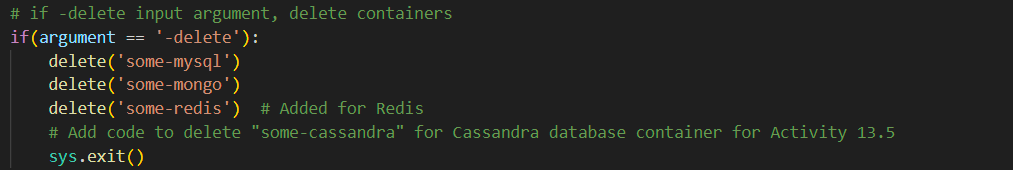 # if -delete input argument, delete containers
if(argument == '-delete'):
    delete('some-mysql')
    delete('some-mongo')
    delete('some-redis')  # Added for Redis
    # Add code to delete "some-cassandra" for Cassandra database container for Activity 13.5
    sys.exit()